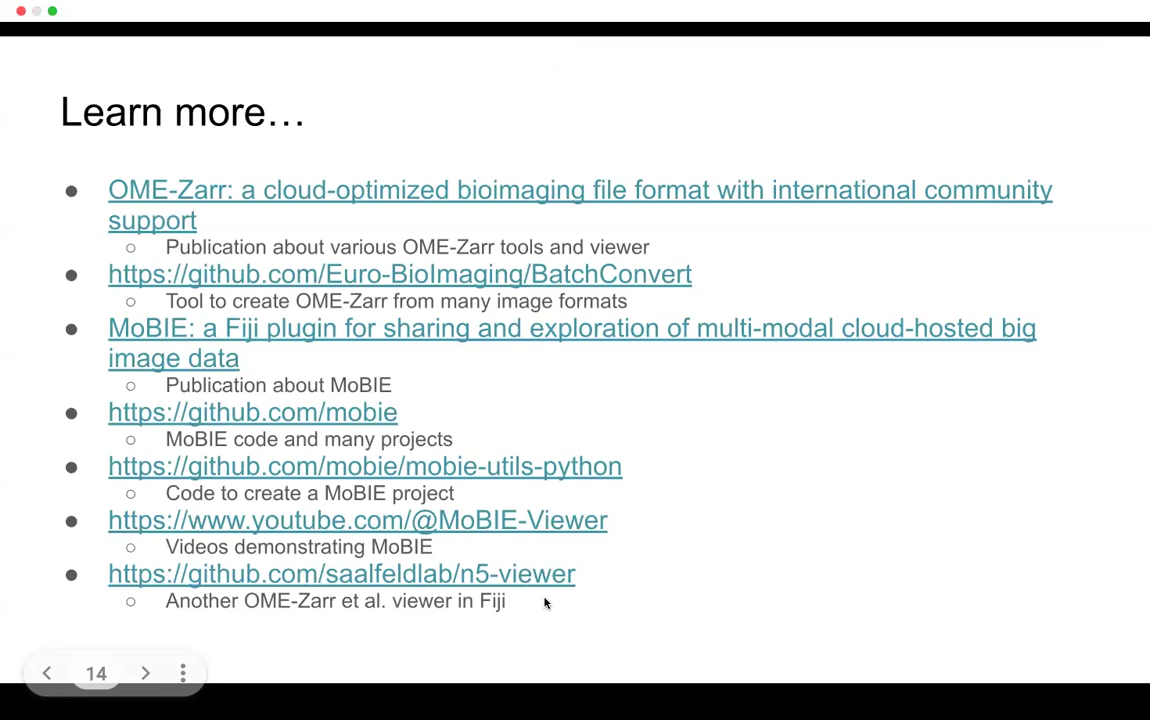 Learn more…
● OME-Zarr: a cloud-optimized bioimaging file format with international community
support
○ Publication about various OME-Zarr tools and viewer
● https://github.com/Euro-BioImaging/BatchConvert
○ Tool to create OME-Zarr from many image formats
● MoBIE: a Fiji plugin for sharing and exploration of multi-modal cloud-hosted big
image data
○ Publication about MoBIE
● https://github.com/mobie
○ MoBIE code and many projects
● https://github.com/mobie/mobie-utils-python
○ Code to create a MoBIE project
● https://www.youtube.com/@MoBIE-Viewer
○ Videos demonstrating MoBIE
● https://github.com/saalfeldlab/n5-viewer
○ Another OME-Zarr et al. viewer in Fiji
14